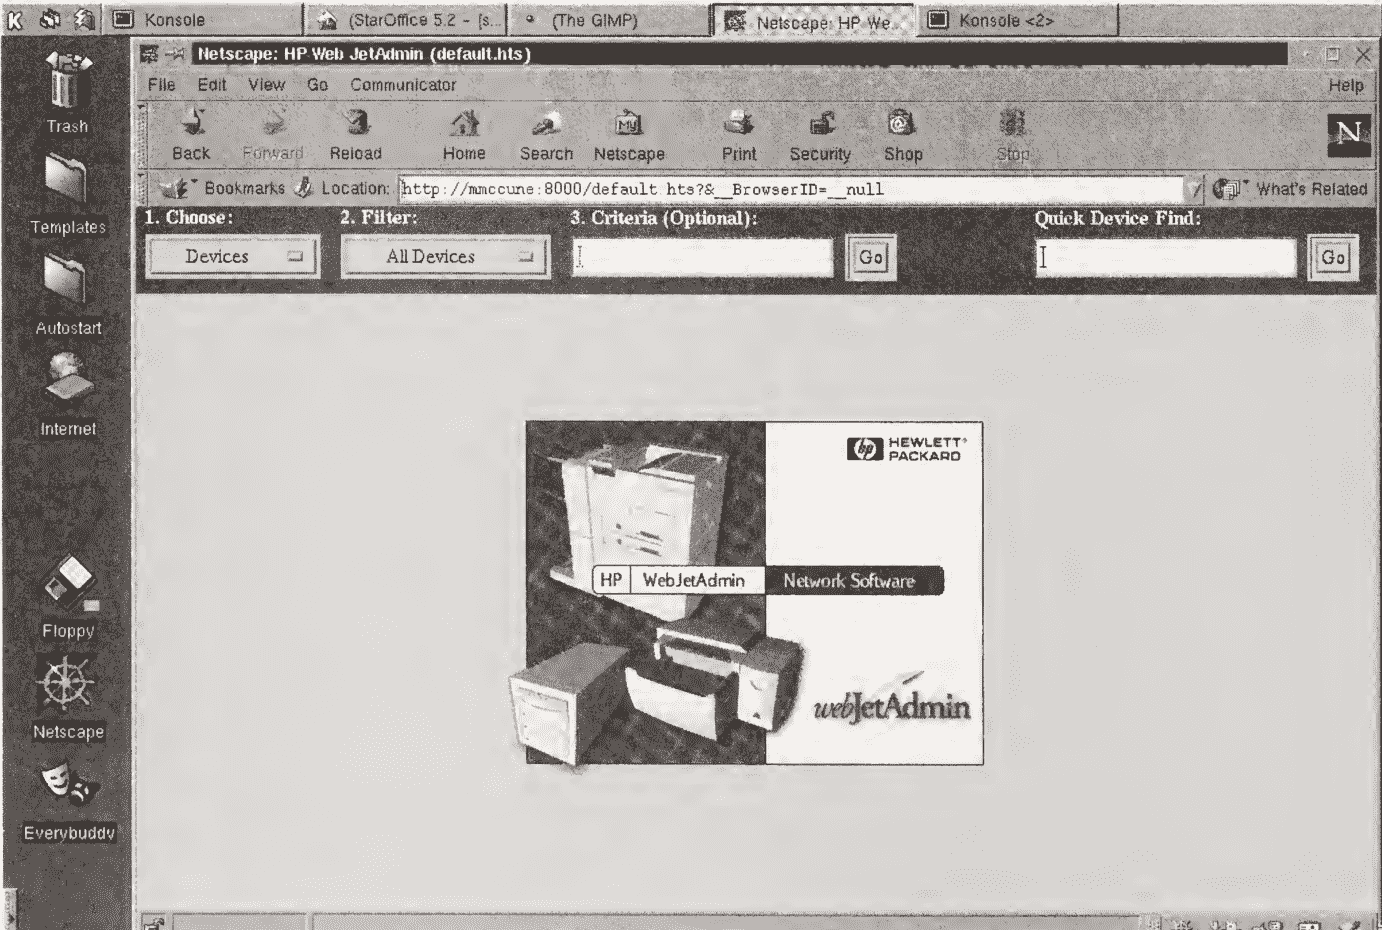 K Konsole (StarOffice 5.2 - [s... (The GIMP) Netscape: HP We... Konsole <2>
Netscape: HP Web JetAdmin (default.hts)
File Edit View Go Communicator Help
Back Forward Reload Home Search Netscape Print Security Shop Stop
My
N
Bookmarks Location: http://mmccune:8000/default.hts?&__BrowserID=__null What's Related
1. Choose: 2. Filter: 3. Criteria (Optional): Quick Device Find:
Devices All Devices Go Go
Trash
Templates
Autostart
Internet
Floppy
Netscape
Everybuddy
hp HEWLETT®
PACKARD
HP WebJetAdmin Network Software
webJetAdmin